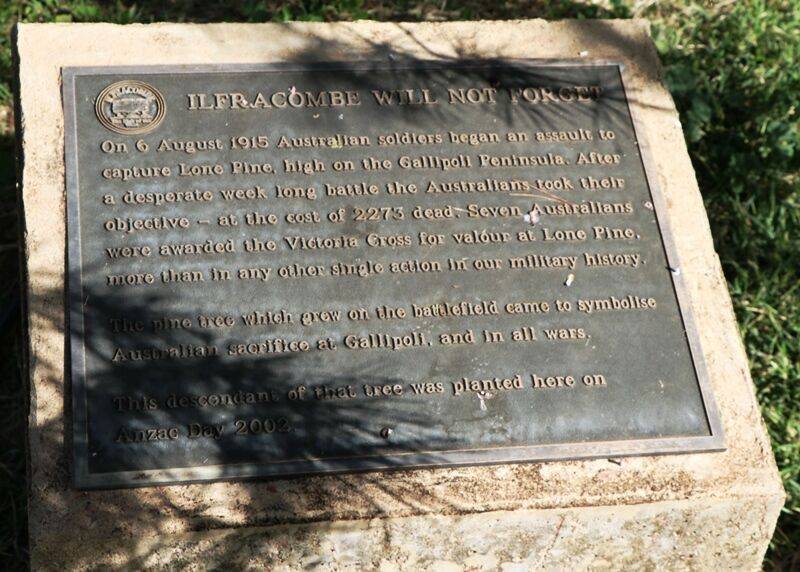 ILFRACOMBE
ILFRACOMBE WILL NOT FORGET
On 6 August 1915 Australian soldiers began an assault to
capture Lone Pine, high on the Gallipoli Peninsula. After
a desperate week long battle the Australians took their
objective – at the cost of 2273 dead. Seven Australians
were awarded the Victoria Cross for valour at Lone Pine,
more than in any other single action in our military history.
The pine tree which grew on the battlefield came to symbolise
Australian sacrifice at Gallipoli, and in all wars.
This descendant of that tree was planted here on
Anzac Day 2002.